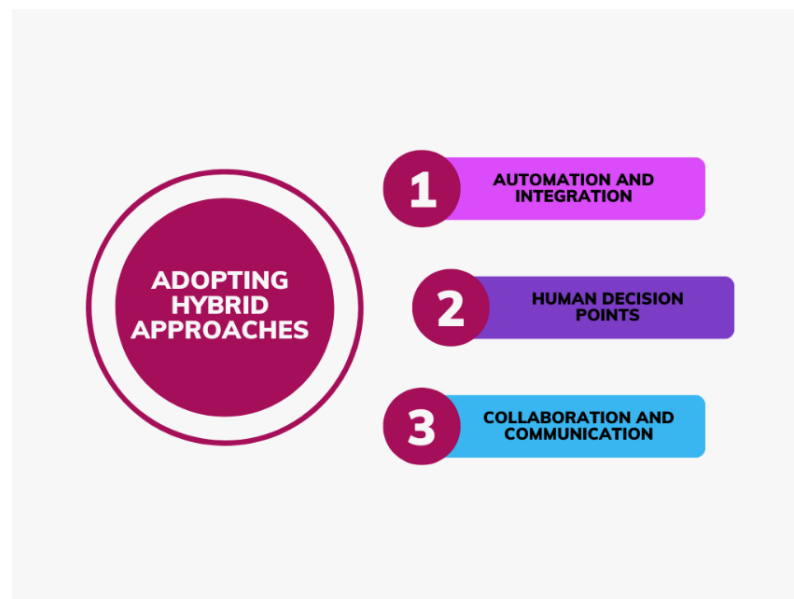 ADOPTING
HYBRID
APPROACHES
1
AUTOMATION AND
INTEGRATION
2
HUMAN DECISION
POINTS
3
COLLABORATION AND
COMMUNICATION